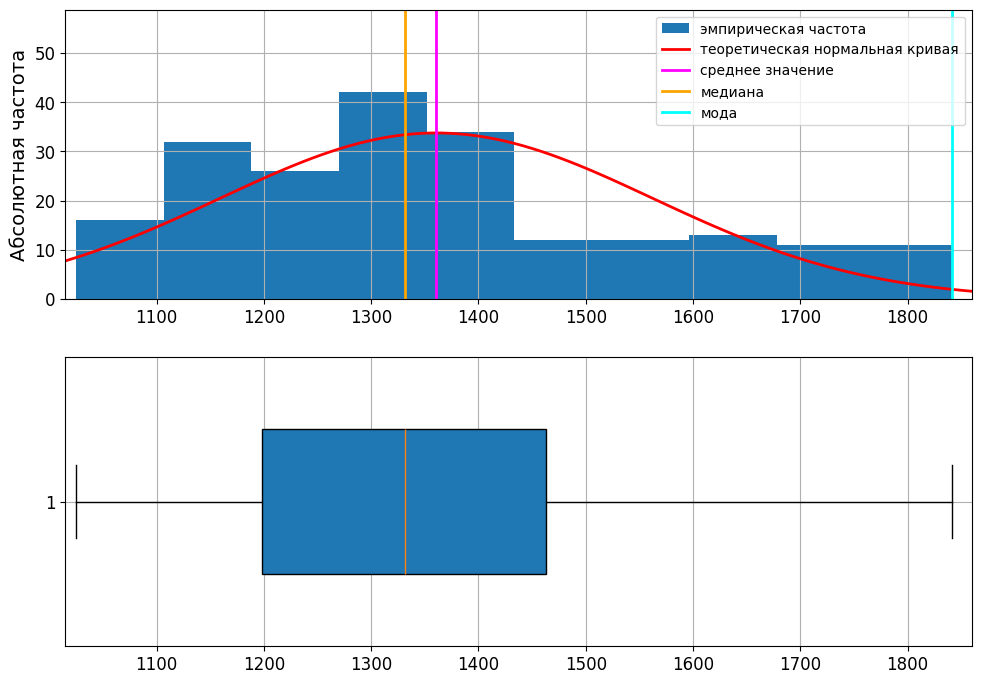 эмпирическая частота
теоретическая нормальная кривая
среднее значение
медиана
мода
Абсолютная частота
50
40
30
20
10
0
1100 1200 1300 1400 1500 1600 1700 1800
1
1100 1200 1300 1400 1500 1600 1700 1800